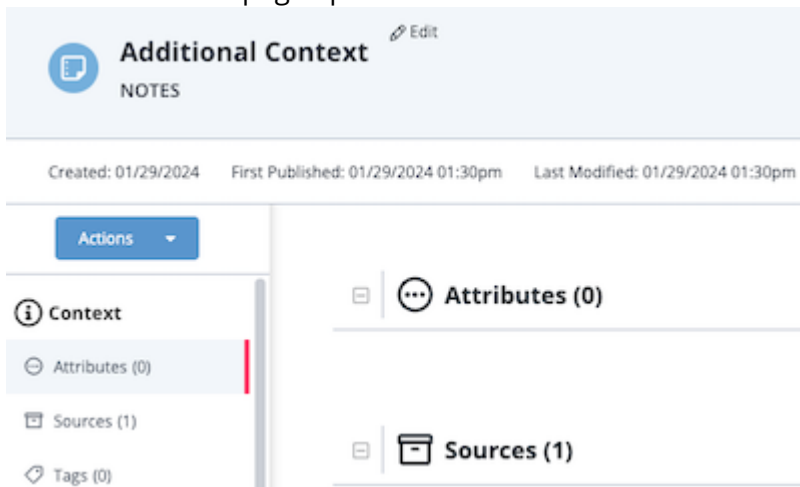 Additional Context
Edit
NOTES
Created: 01/29/2024 First Published: 01/29/2024 01:30pm Last Modified: 01/29/2024 01:30pm
Actions
Context
Attributes (0)
Sources (1)
Tags (0)
Attributes (0)
Sources (1)